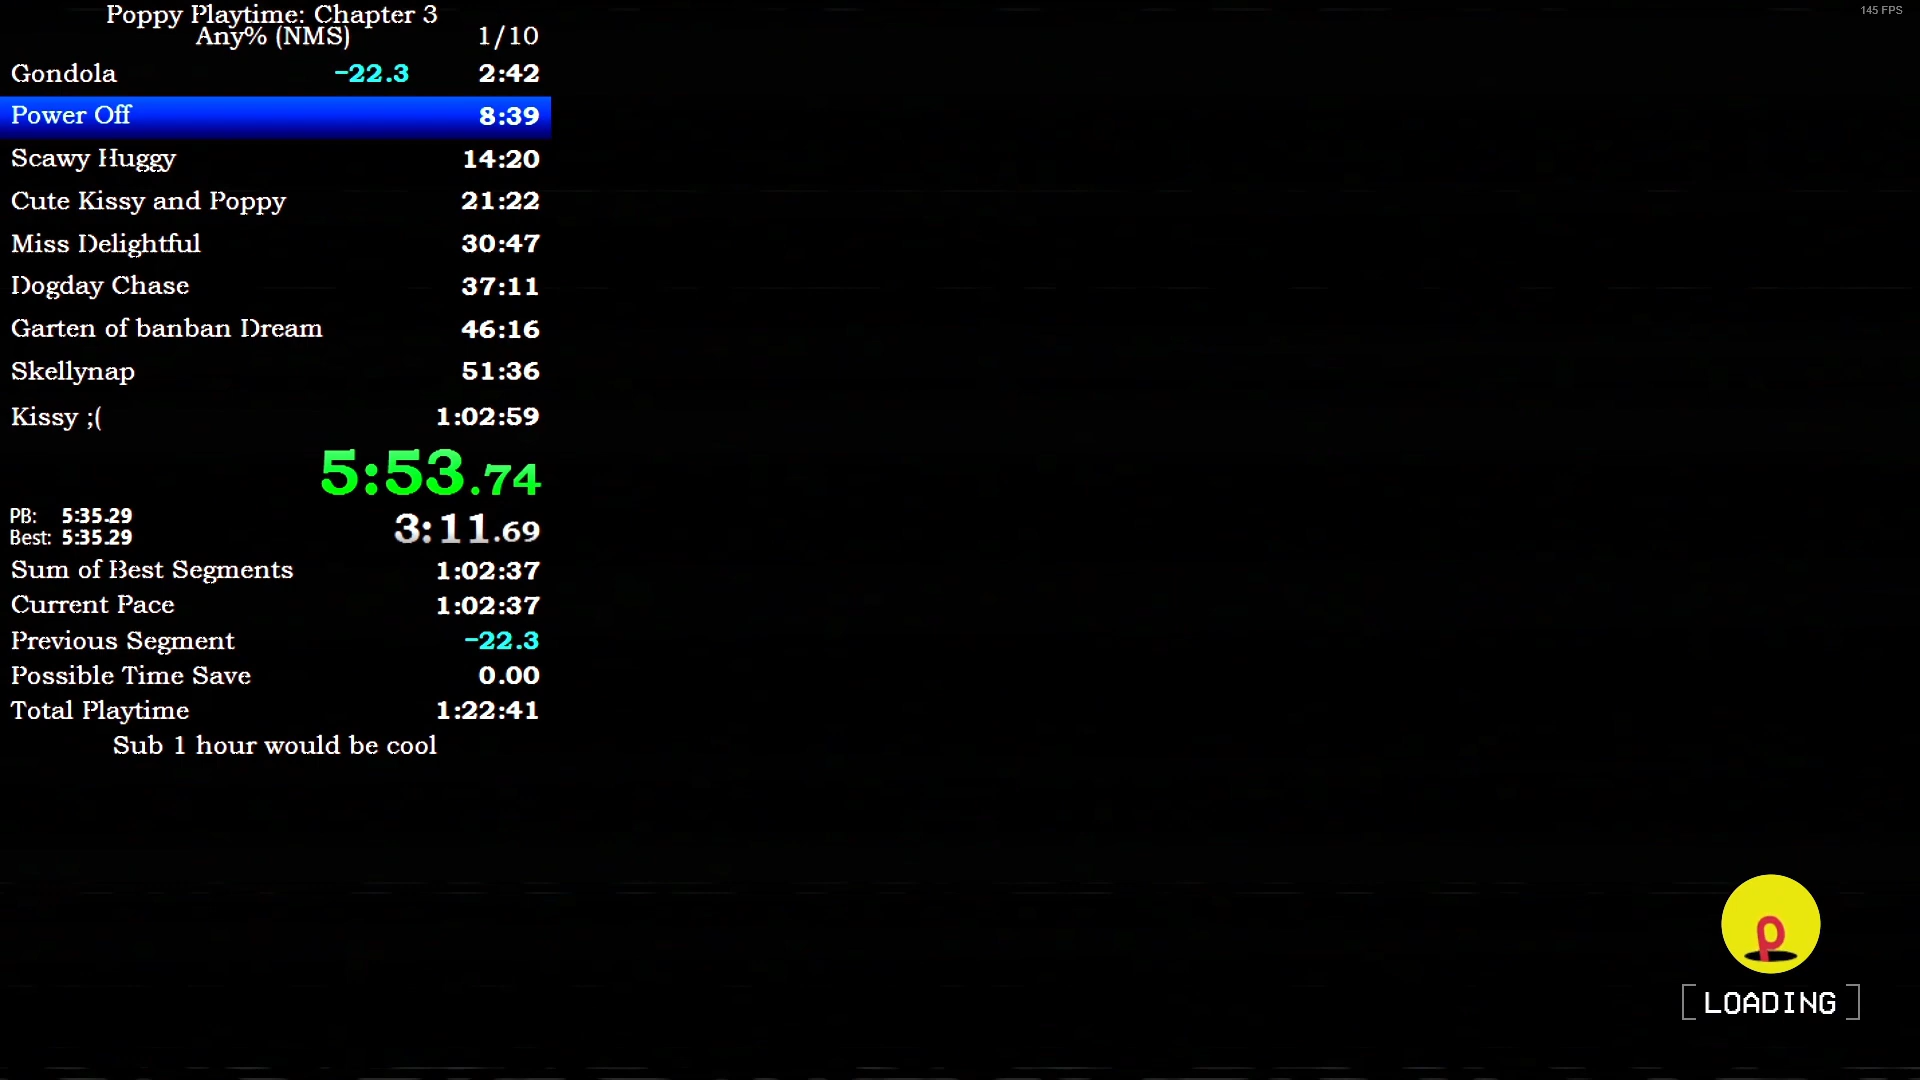 Poppy Playtime: Chapter 3
Any% (NMS) 1/10
Gondola -22.3 2:42
Power Off 8:39
Scawy Huggy 14:20
Cute Kissy and Poppy 21:22
Miss Delightful 30:47
Dogday Chase 37:11
Garten of banban Dream 46:16
Skellynap 51:36
Kissy ;( 1:02:59
5:53.74
PB: 5:35.29
Best: 5:35.29
3:11.69
Sum of Best Segments 1:02:37
Current Pace 1:02:37
Previous Segment -22.3
Possible Time Save 0.00
Total Playtime 1:22:41
Sub 1 hour would be cool
145 FPS
p
[LOADING]